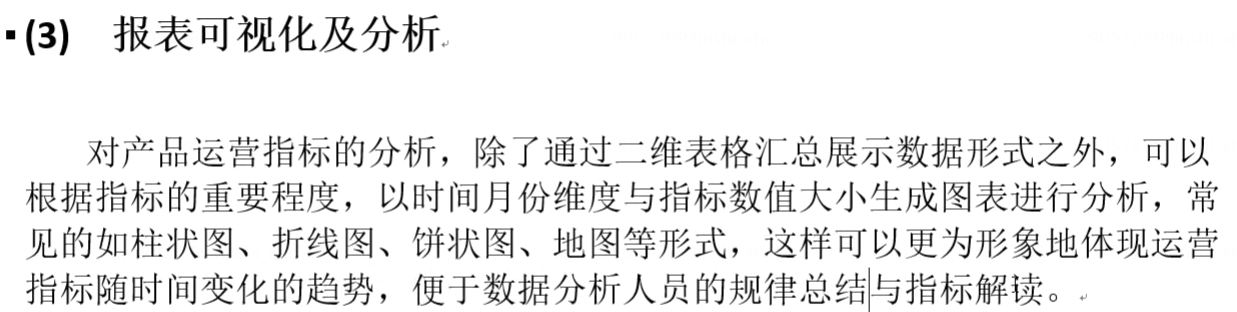 ▪(3) 报表可视化及分析
对产品运营指标的分析，除了通过二维表格汇总展示数据形式之外，可以
根据指标的重要程度，以时间月份维度与指标数值大小生成图表进行分析，常
见的如柱状图、折线图、饼状图、地图等形式，这样可以更为形象地体现运营
指标随时间变化的趋势，便于数据分析人员的规律总结与指标解读。